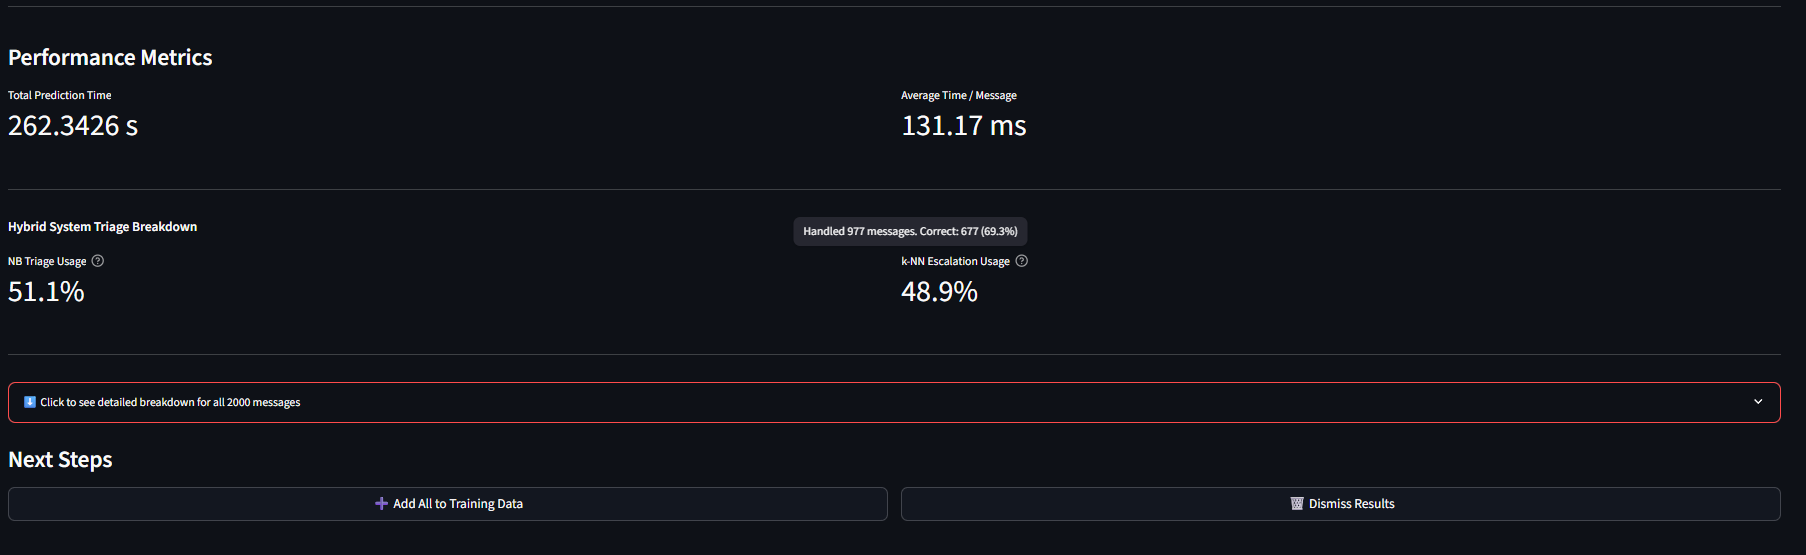 Performance Metrics
Total Prediction Time
262.3426 s
Average Time / Message
131.17 ms
Hybrid System Triage Breakdown
Handled 977 messages. Correct: 677 (69.3%)
NB Triage Usage
51.1%
k-NN Escalation Usage
48.9%
Click to see detailed breakdown for all 2000 messages
Next Steps
Add All to Training Data
Dismiss Results